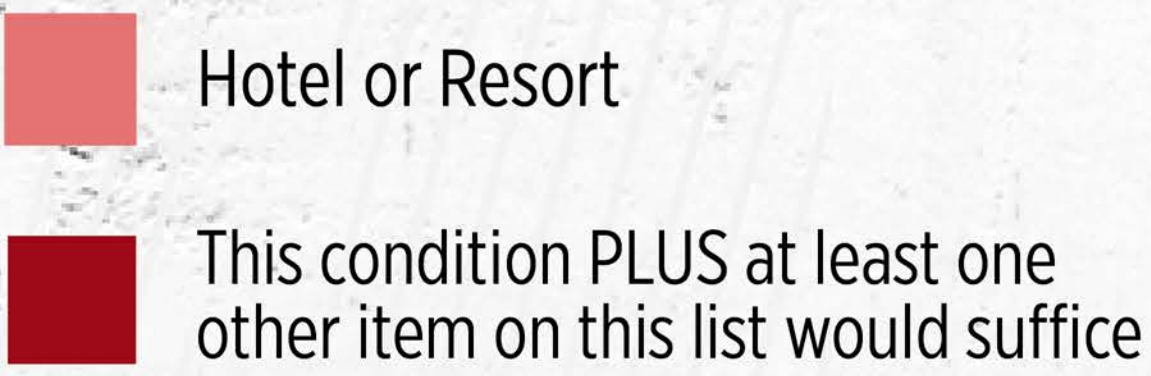 Hotel or Resort
This condition PLUS at least one
other item on this list would suffice